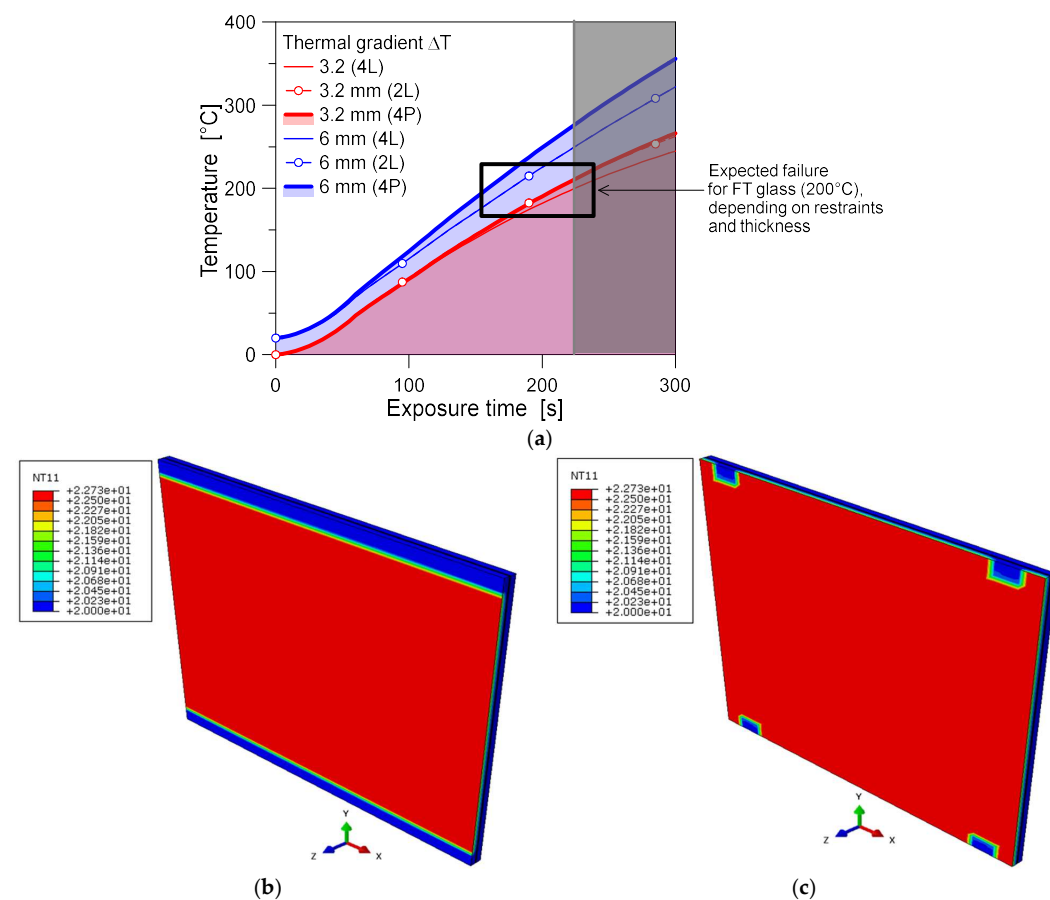 400
300
200
100
0
Temperature [°C]
Thermal gradient ΔT
3.2 (4L)
3.2 mm (2L)
3.2 mm (4P)
6 mm (4L)
6 mm (2L)
6 mm (4P)
Expected failure
for FT glass (200°C),
depending on restraints
and thickness
0 100 200 300
Exposure time [s]
(a)
NT11
+2.273e+01
+2.250e+01
+2.227e+01
+2.205e+01
+2.182e+01
+2.159e+01
+2.136e+01
+2.114e+01
+2.091e+01
+2.068e+01
+2.045e+01
+2.023e+01
+2.000e+01
Y
Z
X
(b)
NT11
+2.273e+01
+2.250e+01
+2.227e+01
+2.205e+01
+2.182e+01
+2.159e+01
+2.136e+01
+2.114e+01
+2.091e+01
+2.068e+01
+2.045e+01
+2.023e+01
+2.000e+01
Y
Z
X
(c)